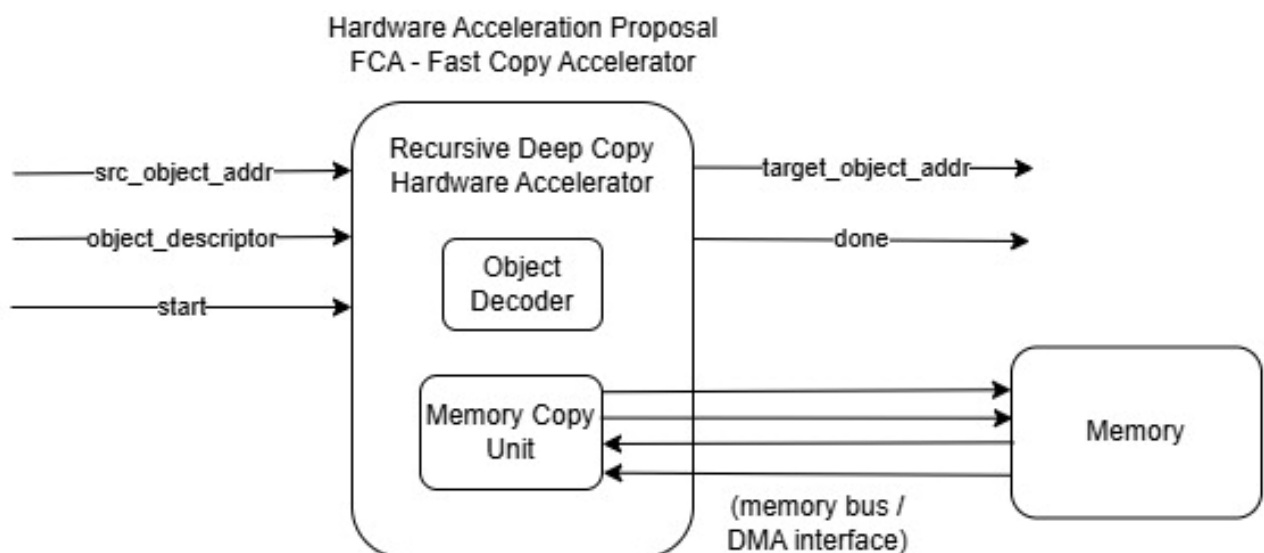 Hardware Acceleration Proposal
FCA - Fast Copy Accelerator
Recursive Deep Copy
Hardware Accelerator
src_object_addr
object_descriptor
start
target_object_addr
done
Object
Decoder
Memory Copy
Unit
Memory
(memory bus /
DMA interface)